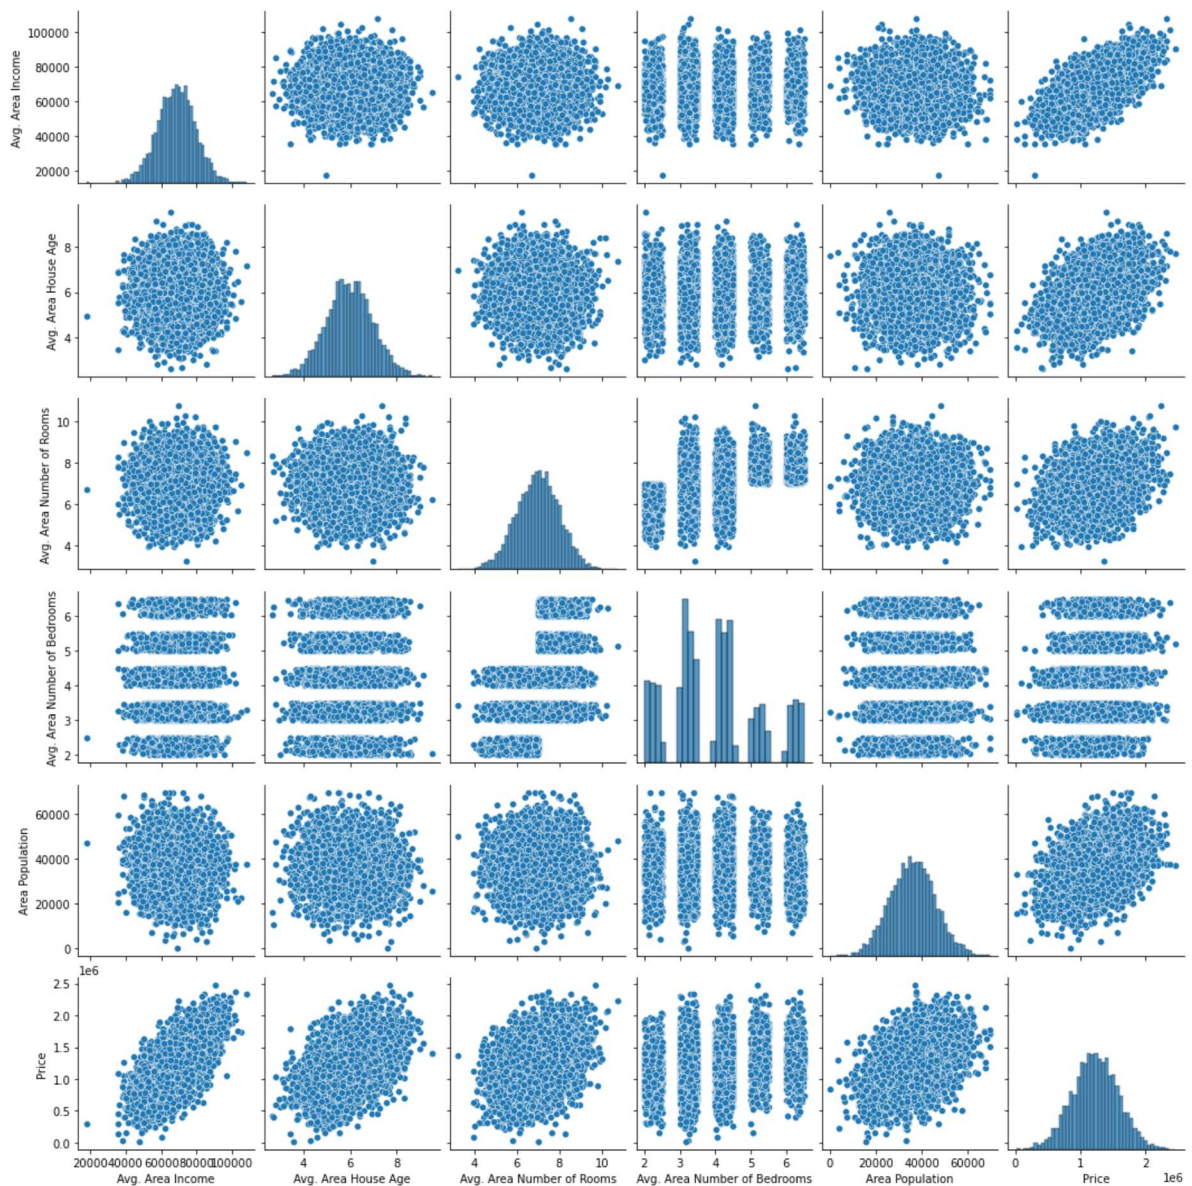 100000
80000
60000
40000
20000
Avg. Area Income
8
6
4
Avg. Area House Age
10
8
6
4
Avg. Area Number of Rooms
6
5
4
3
2
Avg. Area Number of Bedrooms
60000
40000
20000
0
Area Population
1e6
2.5
2.0
1.5
1.0
0.5
0.0
Price
20000 40000 60000 80000 100000
Avg. Area Income
4 6 8
Avg. Area House Age
4 6 8 10
Avg. Area Number of Rooms
2 3 4 5 6
Avg. Area Number of Bedrooms
0 20000 40000 60000
Area Population
0 1 2
Price
1e6